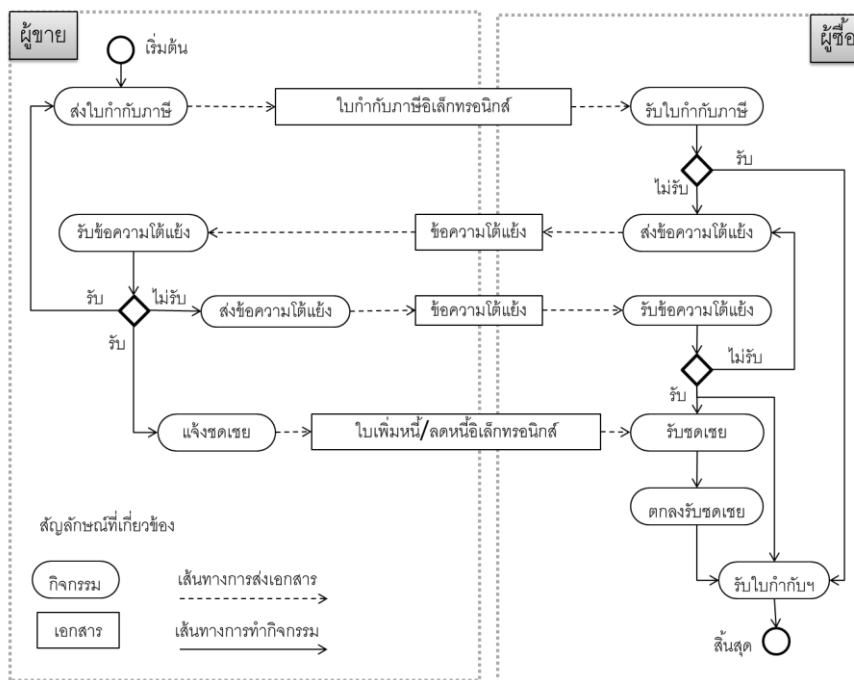 ผู้ขาย
ผู้ซื้อ
เริ่มต้น
ส่งใบกำกับภาษี
ใบกำกับภาษีอิเล็กทรอนิกส์
รับใบกำกับภาษี
รับ
ไม่รับ
รับข้อความโต้แย้ง
ข้อความโต้แย้ง
ส่งข้อความโต้แย้ง
รับ
ไม่รับ
ส่งข้อความโต้แย้ง
ข้อความโต้แย้ง
รับข้อความโต้แย้ง
รับ
ไม่รับ
รับ
แจ้งชดเชย
ใบเพิ่มหนี้/ลดหนี้อิเล็กทรอนิกส์
รับชดเชย
ตกลงรับชดเชย
สัญลักษณ์ที่เกี่ยวข้อง
กิจกรรม
เส้นทางการส่งเอกสาร
รับใบกำกับฯ
เอกสาร
เส้นทางการทำกิจกรรม
สิ้นสุด